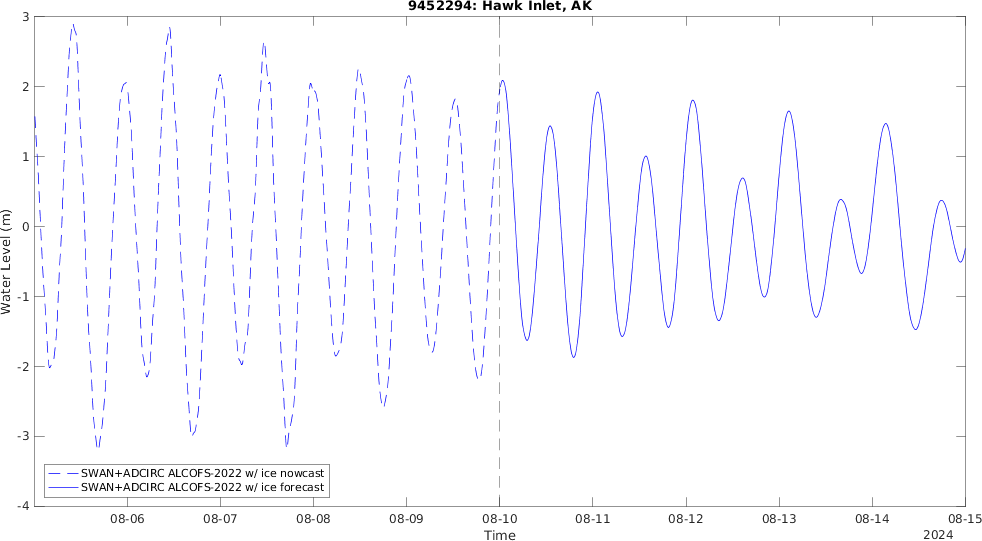 9452294: Hawk Inlet, AK
3
2
1
0
-1
-2
-3
-4
Water Level (m)
SWAN+ADCIRC ALCOFS-2022 w/ ice nowcast
SWAN+ADCIRC ALCOFS-2022 w/ ice forecast
08-06 08-07 08-08 08-09 08-10 08-11 08-12 08-13 08-14 08-15
Time
2024